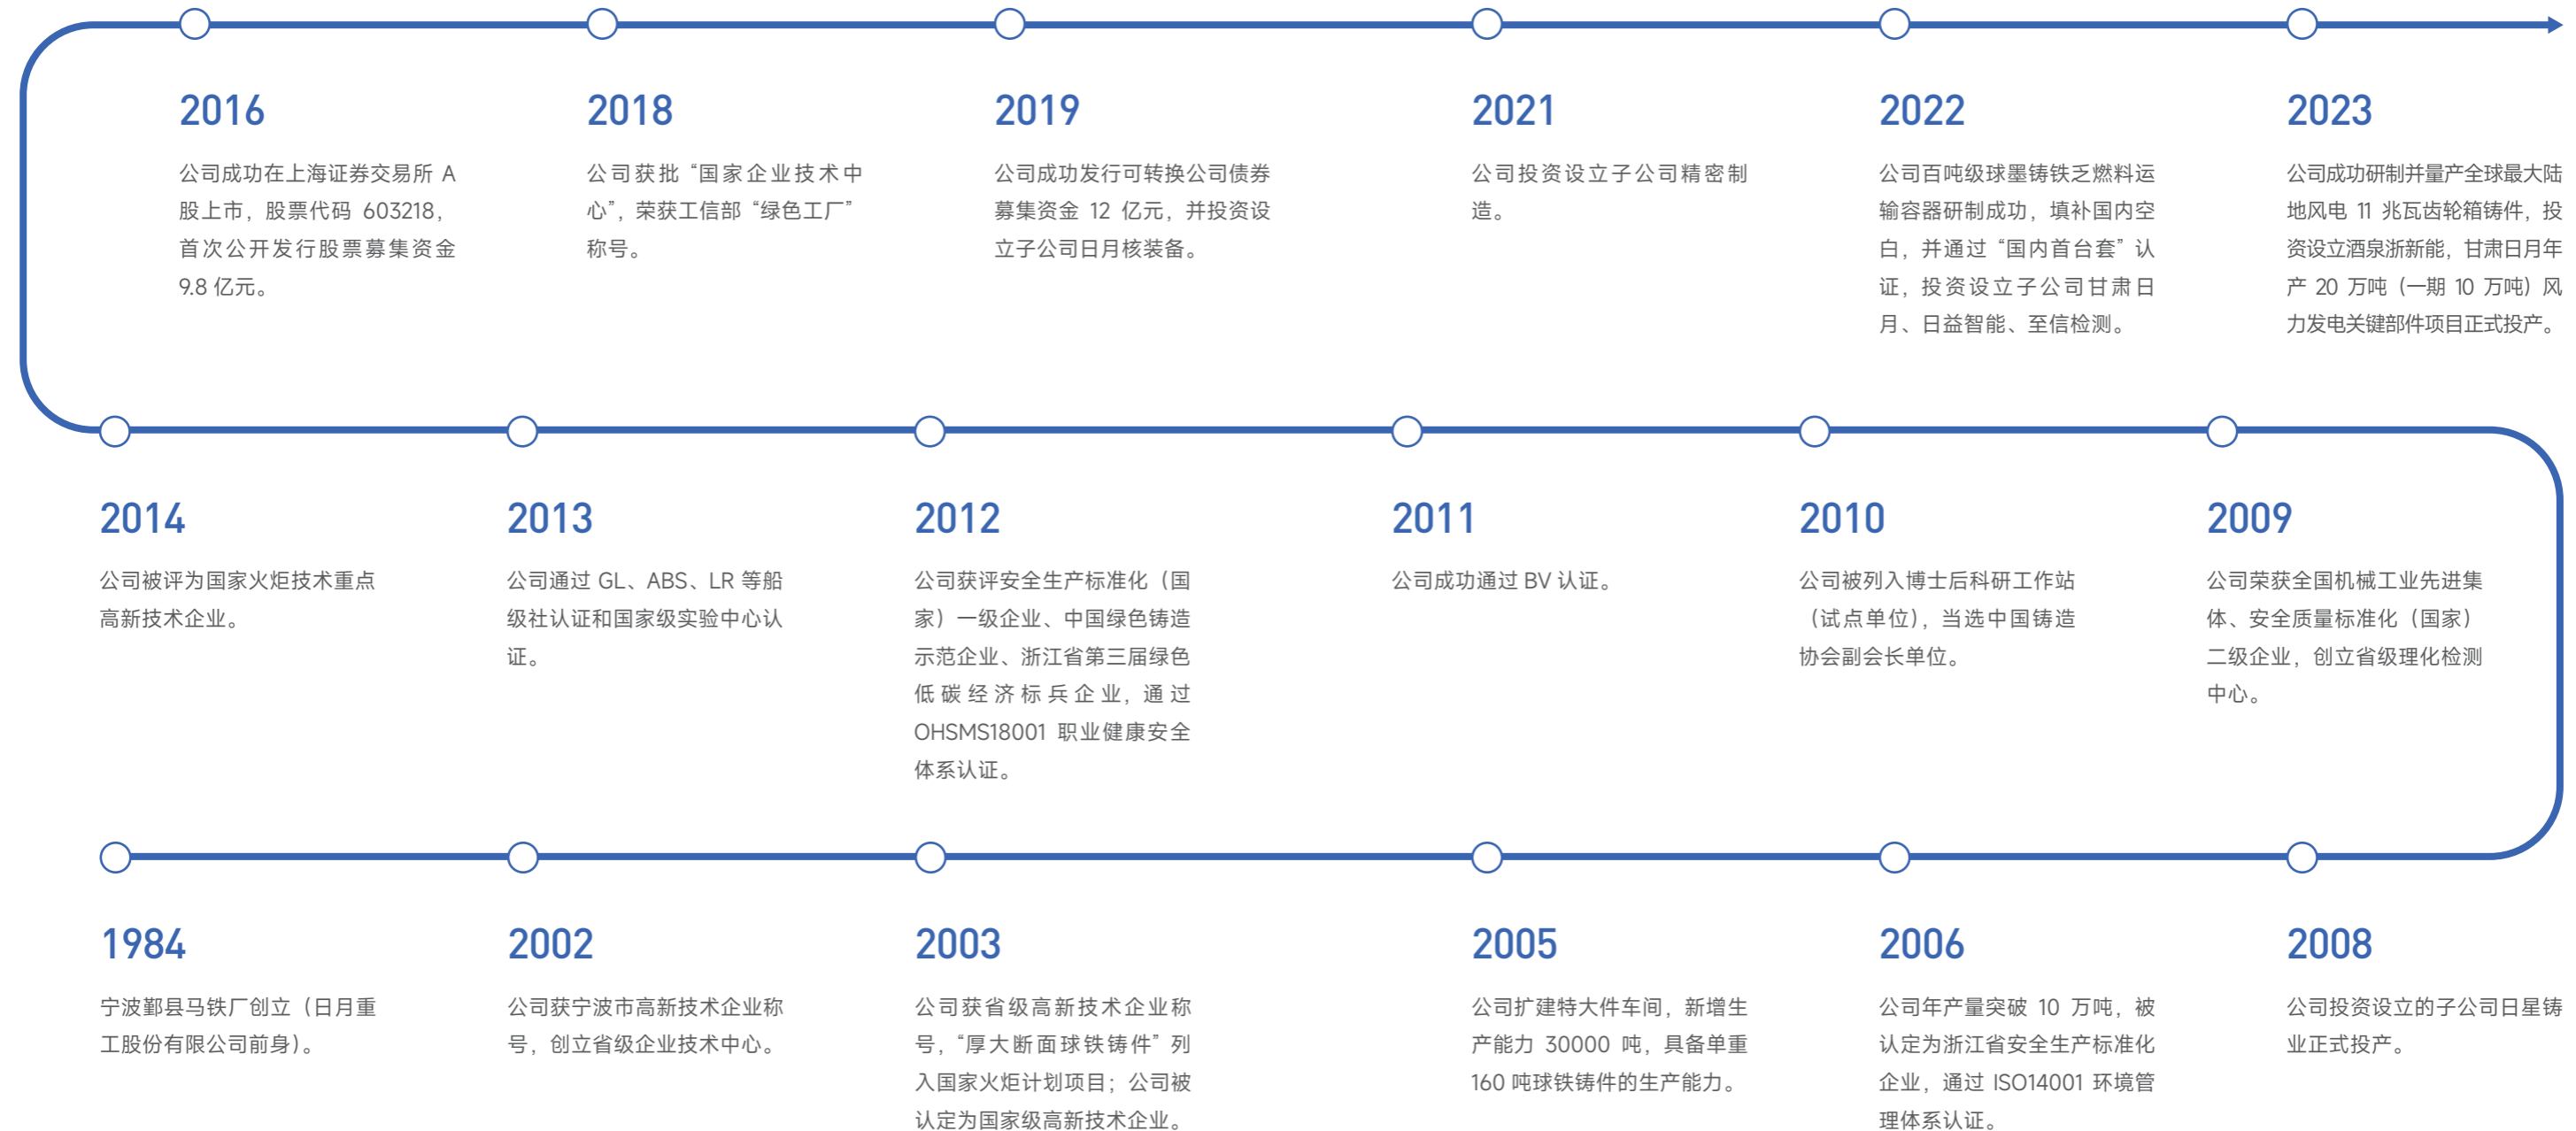 2016
公司成功在上海证券交易所 A
股上市，股票代码 603218，
首次公开发行股票募集资金
9.8 亿元。
2018
公司获批 “国家企业技术中
心”，荣获工信部 “绿色工厂”
称号。
2019
公司成功发行可转换公司债券
募集资金 12 亿元，并投资设
立子公司日月核装备。
2021
公司投资设立子公司精密制
造。
2022
公司百吨级球墨铸铁乏燃料运
输容器研制成功，填补国内空
白，并通过 “国内首台套” 认
证，投资设立子公司甘肃日
月、日益智能、至信检测。
2023
公司成功研制并量产全球最大陆
地风电 11 兆瓦齿轮箱铸件，投
资设立酒泉浙新能，甘肃日月年
产 20 万吨（一期 10 万吨）风
力发电关键部件项目正式投产。
2014
公司被评为国家火炬技术重点
高新技术企业。
2013
公司通过 GL、ABS、LR 等船
级社认证和国家级实验中心认
证。
2012
公司获评安全生产标准化（国
家）一级企业、中国绿色铸造
示范企业、浙江省第三届绿色
低碳经济标兵企业，通过
OHSMS18001 职业健康安全
体系认证。
2011
公司成功通过 BV 认证。
2010
公司被列入博士后科研工作站
（试点单位），当选中国铸造
协会副会长单位。
2009
公司荣获全国机械工业先进集
体、安全质量标准化（国家）
二级企业，创立省级理化检测
中心。
1984
宁波鄞县马铁厂创立（日月重
工股份有限公司前身）。
2002
公司获宁波市高新技术企业称
号，创立省级企业技术中心。
2003
公司获省级高新技术企业称
号，“厚大断面球铁铸件” 列
入国家火炬计划项目；公司被
认定为国家级高新技术企业。
2005
公司扩建特大件车间，新增生
产能力 30000 吨，具备单重
160 吨球铁铸件的生产能力。
2006
公司年产量突破 10 万吨，被
认定为浙江省安全生产标准化
企业，通过 ISO14001 环境管
理体系认证。
2008
公司投资设立的子公司日星铸
业正式投产。